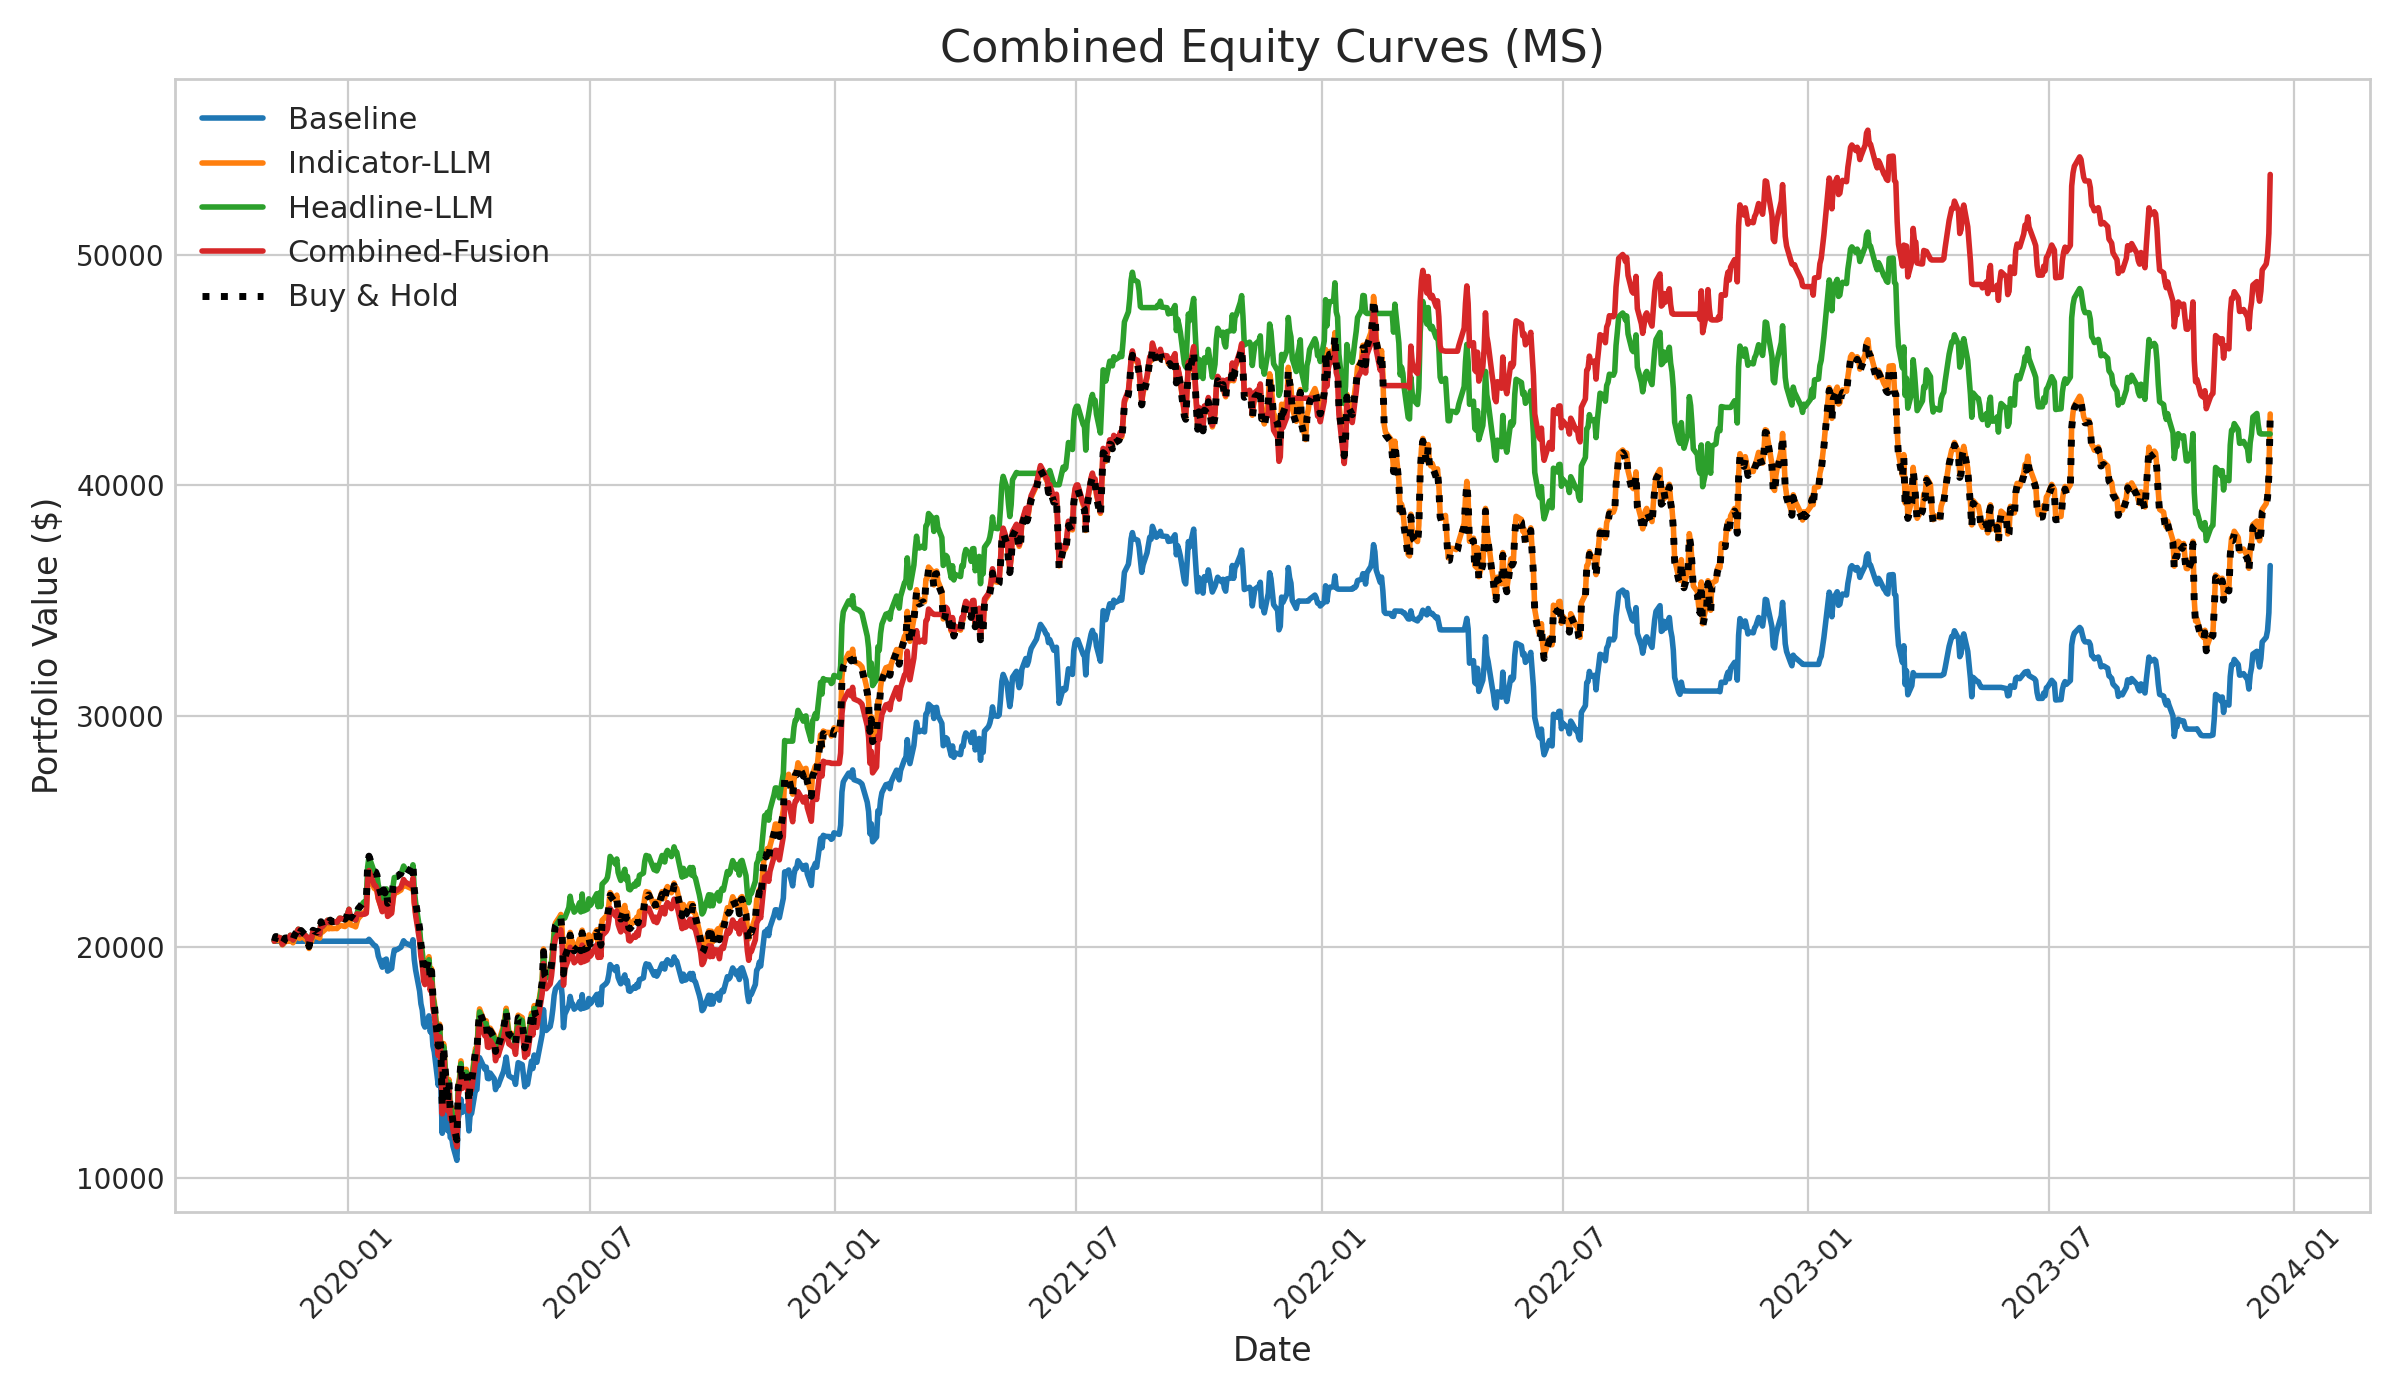 Combined Equity Curves (MS)
Baseline
Indicator-LLM
Headline-LLM
Combined-Fusion
Buy & Hold
Portfolio Value ($)
50000
40000
30000
20000
10000
2020-01
2020-07
2021-01
2021-07
2022-01
2022-07
2023-01
2023-07
2024-01
Date